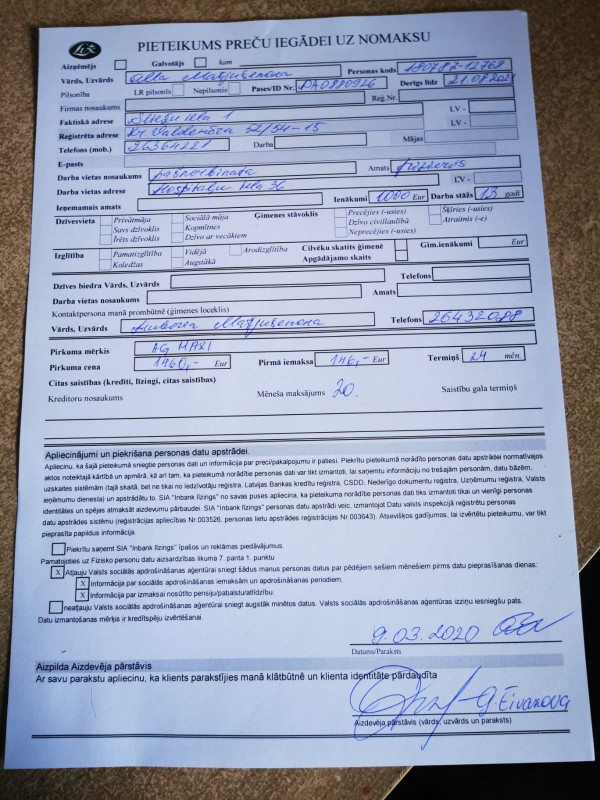 Lix
PIETEIKUMS PREČU IEGĀDEI UZ NOMAKSU
Aizņēmējs Galvotājs kam
Vārds, Uzvārds Alla Matjušenoka Personas kods 180787-12768
Pilsonība LR pilsonis Nepilsonis Pases/ID Nr. PA0880926 Derīgs līdz 21.08.202
Firmas nosaukums Reģ.Nr.
Faktiskā adrese iela 1 LV -
Reģistrēta adrese Kr. Valdemāra 52/54-15 LV -
Telefons (mob.) 26364221 Darba Mājas
E-pasts
Darba vietas nosaukums pašnodbināta Amats frizieris
Darba vietas adrese Hospitāļu iela 36 LV -
Ieņemamais amats Ienākumi 1000 Eur Darba stāžs 13 gadi
Dzīvesvieta Privātmāja Sociālā māja Ģimenes stāvoklis Precējies (-usies) Šķīries (-usies)
Savs dzīvoklis Kopmītnes Dzīvo civillaulībā Atraitnis (-e)
Īrēts dzīvoklis Dzīvo ar vecākiem Neprecējies (-usies)
Izglītība Pamatizglītība Vidējā Arodizglītība Cilvēku skaits ģimenē Gim.ienākumi Eur
Koledžas Augstākā Apgādājamo skaits
Dzīves biedra Vārds, Uzvārds Telefons
Darba vietas nosaukums Amats
Kontaktpersona manā prombūtnē (ģimenes loceklis)
Vārds, Uzvārds Matjušenoka Telefons 26432088
Pirkuma mērķis AG MAXI
Pirkuma cena 1460,- Eur Pirmā iemaksa 146,- Eur Termiņš 24 mēn.
Citas saistības (kredīti, līzingi, citas saistības)
Kreditoru nosaukums Mēneša maksājums 20. Saistību gala termiņš
Apliecinājumi un piekrišana personas datu apstrādei.
Apliecinu, ka šajā pieteikumā sniegtie personas dati un informācija par preci/pakalpojumu ir patiesi. Piekrītu pieteikumā norādīto personas datu apstrādei normatīvajos
aktos noteiktajā kārtībā un apmērā, kā arī tam, ka pieteikumā norādītie personas dati var tikt izmantoti, lai saņemtu informāciju no trešajām personām, datu bāzēm,
uzskaites sistēmām (tajā skaitā, bet ne tikai no Iedzīvotāju reģistra, Latvijas Bankas kredītu reģistra, CSDD, Nederīgo dokumentu reģistra, Uzņēmumu reģistra, Valsts
ieņēmumu dienesta) un apstrādātu to. SIA "Inbank līzings" no savas puses apliecina, ka pieteikuma norādītie personas dati tiks izmantoti tikai un vienīgi personas
identitātes un spējas atmaksāt aizdevumu pārbaudei. SIA "Inbank līzings" personas datu apstrādi veic, izmantojot Datu valsts inspekcijā reģistrētu personu
datu apstrādes sistēmu (reģistrācijas apliecības Nr.003526, personas lietu apstrādes reģistrācijas Nr.003643). Atsevišķos gadījumos, lai izvērtētu pieteikumu, var tikt
pieprasīta papildus informācija.
Piekrītu saņemt SIA "Inbank līzings" īpašos un reklāmas piedāvājumus.
Pamatojoties uz Fizisko personu datu aizsardzības likuma 7. panta 1. punktu
X Atļauju Valsts sociālās apdrošināšanas aģentūrai sniegt šādus manus personas datus par pēdējiem sešiem mēnešiem pirms datu pieprasīšanas dienas:
X Informācija par sociālās apdrošināšanas iemaksām un apdrošināšanas periodiem;
X Informācija par izmaksai nosūtīto pensiju/pabalstu/atlīdzību.
neatļauju Valsts sociālās apdrošināšanas aģentūrai sniegt augstāk minētos datus. Valsts sociālās apdrošināšanas aģentūras izziņu iesniegšu pats.
Datu izmantošanas mērķis ir kredītspēju izvērtēšanai.
9.03.2020
Datums/Paraksts
Aizpilda Aizdevēja pārstāvis
Ar savu parakstu apliecinu, ka klients parakstījies manā klātbūtnē un klienta identitāte pārbaudīta
G. Eivanova
Aizdevēja pārstāvis (vārds, uzvārds un paraksts)